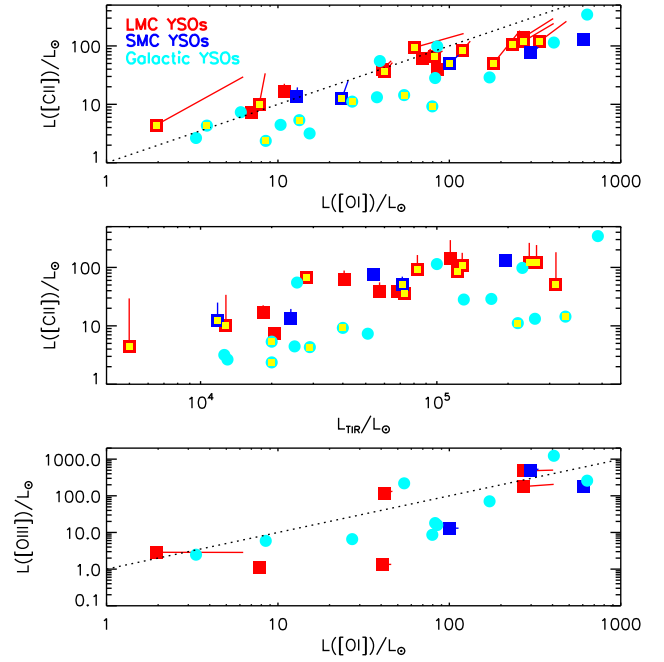 LMC YSOs
SMC YSOs
Galactic YSOs
100
10
1
L([CII])/L⊙
1 10 100 1000
L([OI])/L⊙
100
10
1
L([CII])/L⊙
10⁴ 10⁵
L_TIR/L⊙
1000.0
100.0
10.0
1.0
0.1
L([OIII])/L⊙
1 10 100 1000
L([OI])/L⊙